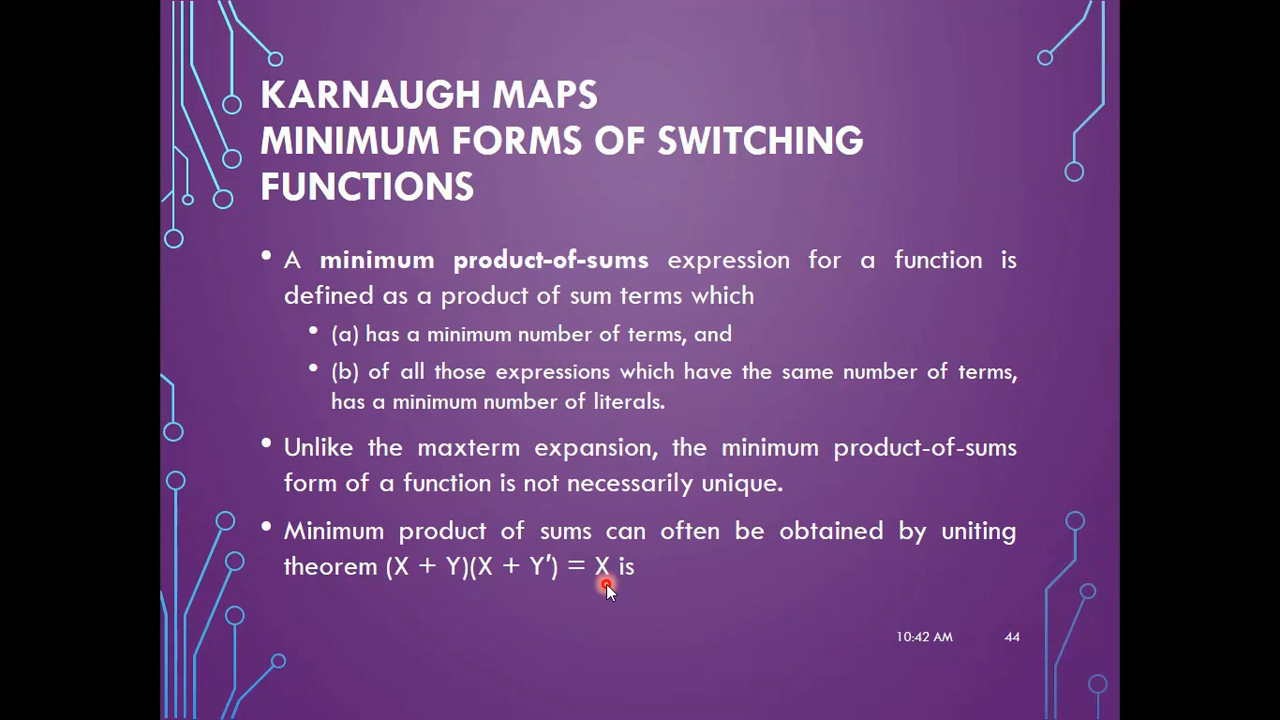 KARNAUGH MAPS
MINIMUM FORMS OF SWITCHING
FUNCTIONS
• A minimum product-of-sums expression for a function is
defined as a product of sum terms which
• (a) has a minimum number of terms, and
• (b) of all those expressions which have the same number of terms,
has a minimum number of literals.
• Unlike the maxterm expansion, the minimum product-of-sums
form of a function is not necessarily unique.
• Minimum product of sums can often be obtained by uniting
theorem (X + Y)(X + Y′) = X is
10:42 AM 44